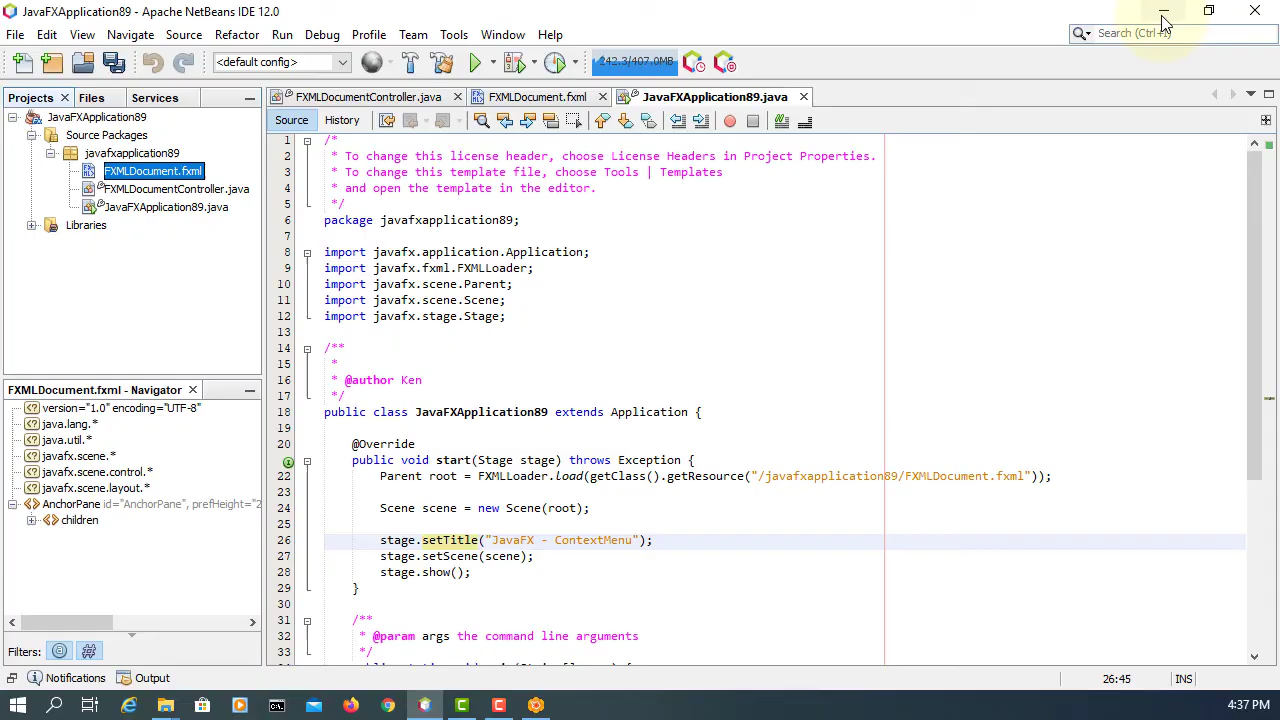 JavaFXApplication89 - Apache NetBeans IDE 12.0
File Edit View Navigate Source Refactor Run Debug Profile Team Tools Window Help
Search (Ctrl+I)
<default config>
242.3/407.0MB
Projects Files Services
FXMLDocumentController.java FXMLDocument.fxml JavaFXApplication89.java
Source History
JavaFXApplication89
Source Packages
javafxapplication89
FXMLDocument.fxml
FXMLDocumentController.java
JavaFXApplication89.java
Libraries
FXMLDocument.fxml - Navigator
version="1.0" encoding="UTF-8"
java.lang.*
java.util.*
javafx.scene.*
javafx.scene.control.*
javafx.scene.layout.*
AnchorPane id="AnchorPane", prefHeight="2
children
Filters:
1 /*
2 * To change this license header, choose License Headers in Project Properties.
3 * To change this template file, choose Tools | Templates
4 * and open the template in the editor.
5 */
6 package javafxapplication89;
7
8 import javafx.application.Application;
9 import javafx.fxml.FXMLLoader;
10 import javafx.scene.Parent;
11 import javafx.scene.Scene;
12 import javafx.stage.Stage;
13
14 /**
15 *
16 * @author Ken
17 */
18 public class JavaFXApplication89 extends Application {
19
20 @Override
public void start(Stage stage) throws Exception {
22 Parent root = FXMLLoader.load(getClass().getResource("/javafxapplication89/FXMLDocument.fxml"));
23
24 Scene scene = new Scene(root);
25
26 stage.setTitle("JavaFX - ContextMenu");
27 stage.setScene(scene);
28 stage.show();
29 }
30
31 /**
32 * @param args the command line arguments
33 */
Notifications Output
26:45 INS
4:37 PM